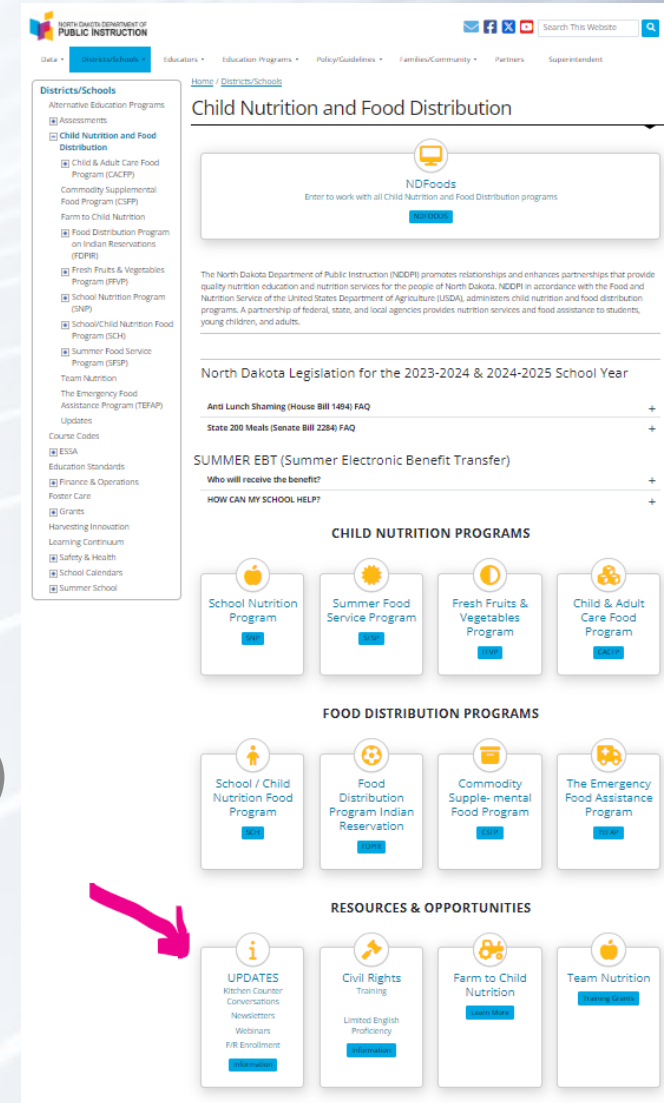 NORTH DAKOTA DEPARTMENT OF
PUBLIC INSTRUCTION
Search This Website
Data
Districts/Schools
Educators
Education Programs
Policy/Guidelines
Families/Community
Partners
Superintendent
Districts/Schools
Alternative Education Programs
Assessments
Child Nutrition and Food
Distribution
Child & Adult Care Food
Program (CACFP)
Commodity Supplemental
Food Program (CSFP)
Farm to Child Nutrition
Food Distribution Program
on Indian Reservations
(FDPIR)
Fresh Fruits & Vegetables
Program (FFVP)
School Nutrition Program
(SNP)
School/Child Nutrition Food
Program (SCH)
Summer Food Service
Program (SFSP)
Team Nutrition
The Emergency Food
Assistance Program (TEFAP)
Updates
Course Codes
ESSA
Education Standards
Finance & Operations
Foster Care
Grants
Harvesting Innovation
Learning Continuum
Safety & Health
School Calendars
Summer School
Home / Districts/Schools
Child Nutrition and Food Distribution
NDFoods
Enter to work with all Child Nutrition and Food Distribution programs
NDFOODS
The North Dakota Department of Public Instruction (NDDPI) promotes relationships and enhances partnerships that provide
quality nutrition education and nutrition services for the people of North Dakota. NDDPI in accordance with the Food and
Nutrition Service of the United States Department of Agriculture (USDA), administers child nutrition and food distribution
programs. A partnership of federal, state, and local agencies provides nutrition services and food assistance to students,
young children, and adults.
North Dakota Legislation for the 2023-2024 & 2024-2025 School Year
Anti Lunch Shaming (House Bill 1494) FAQ +
State 200 Meals (Senate Bill 2284) FAQ +
SUMMER EBT (Summer Electronic Benefit Transfer)
Who will receive the benefit? +
HOW CAN MY SCHOOL HELP? +
CHILD NUTRITION PROGRAMS
School Nutrition
Program
SNP
Summer Food
Service Program
SFSP
Fresh Fruits &
Vegetables
Program
FFVP
Child & Adult
Care Food
Program
CACFP
FOOD DISTRIBUTION PROGRAMS
School / Child
Nutrition Food
Program
SCH
Food
Distribution
Program Indian
Reservation
FDPIR
Commodity
Supple- mental
Food Program
CSFP
The Emergency
Food Assistance
Program
TEFAP
RESOURCES & OPPORTUNITIES
UPDATES
Kitchen Counter
Conversations
Newsletters
Webinars
F/R Enrollment
Information
Civil Rights
Training
Limited English
Proficiency
Information
Farm to Child
Nutrition
Learn More
Team Nutrition
Training Grants